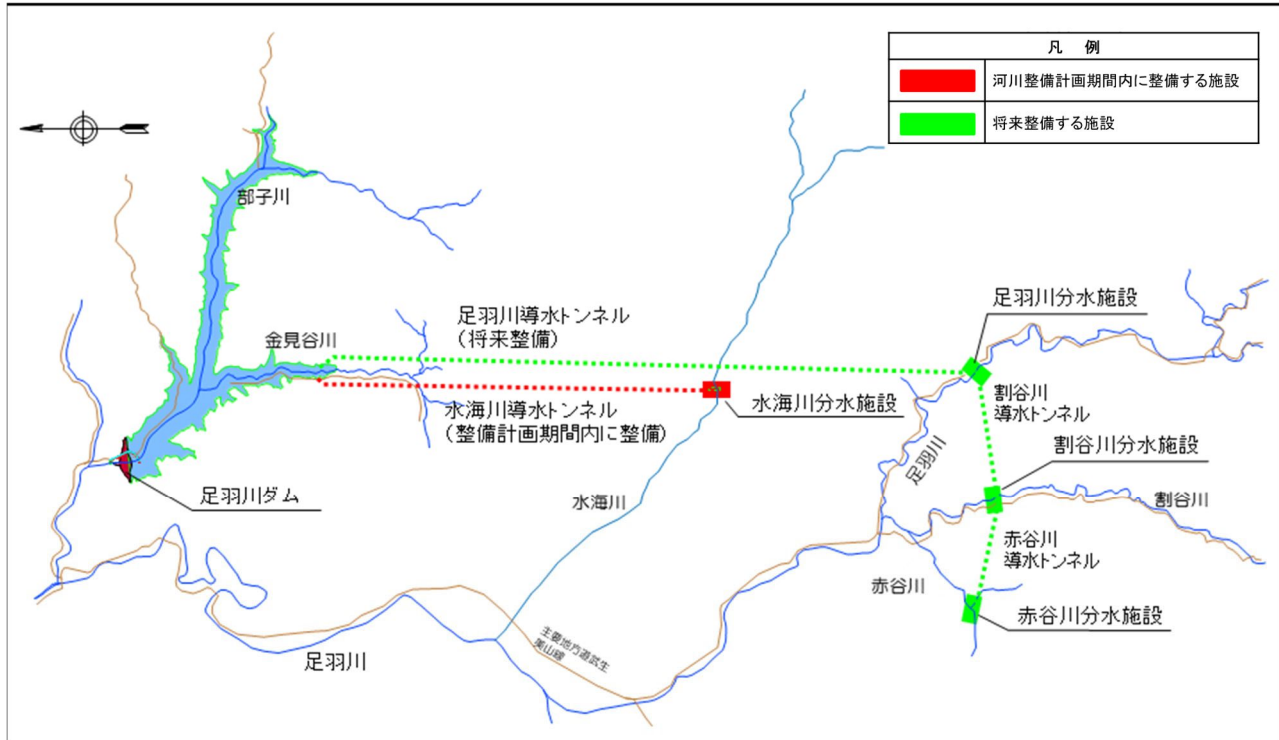 凡 例
河川整備計画期間内に整備する施設
将来整備する施設
部子川
足羽川分水施設
足羽川導水トンネル
(将来整備)
金見谷川
割谷川
導水トンネル
水海川分水施設
水海川導水トンネル
(整備計画期間内に整備)
足羽川
割谷川分水施設
足羽川ダム
水海川
割谷川
赤谷川
導水トンネル
赤谷川
赤谷川分水施設
足羽川
主要地方道武生
美山線